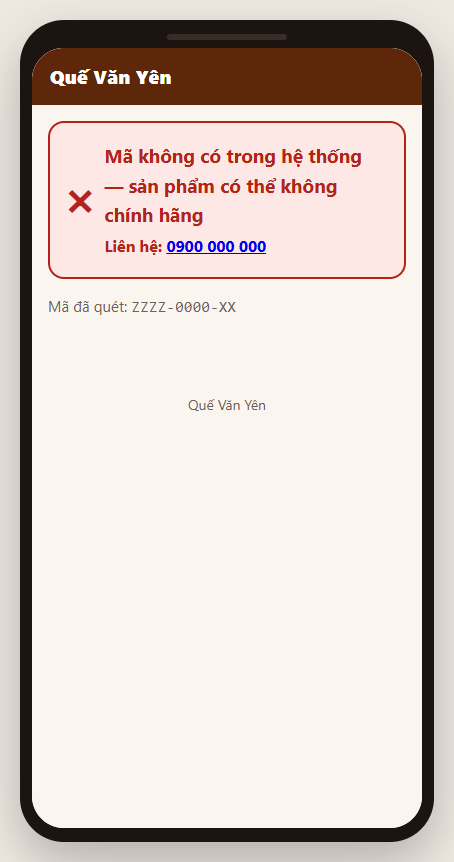 Quế Văn Yên
✕ Mã không có trong hệ thống
— sản phẩm có thể không
chính hãng
Liên hệ: 0900 000 000
Mã đã quét: ZZZZ-0000-XX
Quế Văn Yên